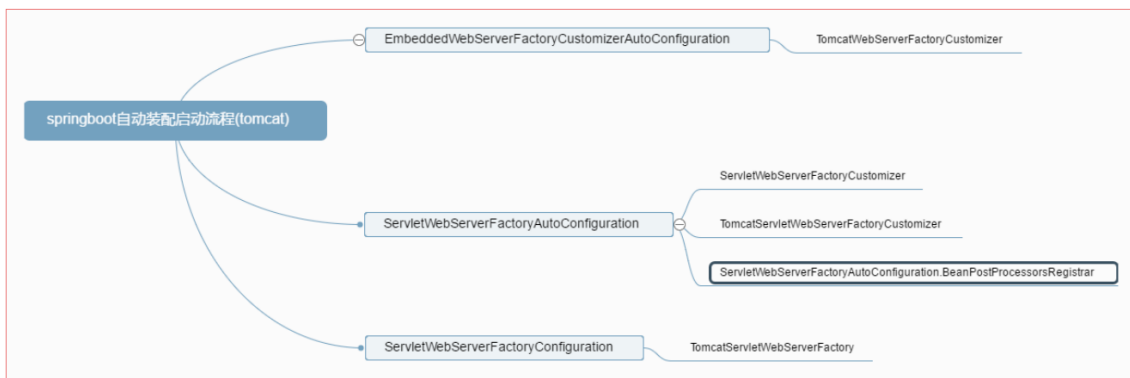 EmbeddedWebServerFactoryCustomizerAutoConfiguration
TomcatWebServerFactoryCustomizer
springboot自动装配启动流程(tomcat)
ServletWebServerFactoryCustomizer
ServletWebServerFactoryAutoConfiguration
TomcatServletWebServerFactoryCustomizer
ServletWebServerFactoryAutoConfiguration.BeanPostProcessorsRegistrar
ServletWebServerFactoryConfiguration
TomcatServletWebServerFactory